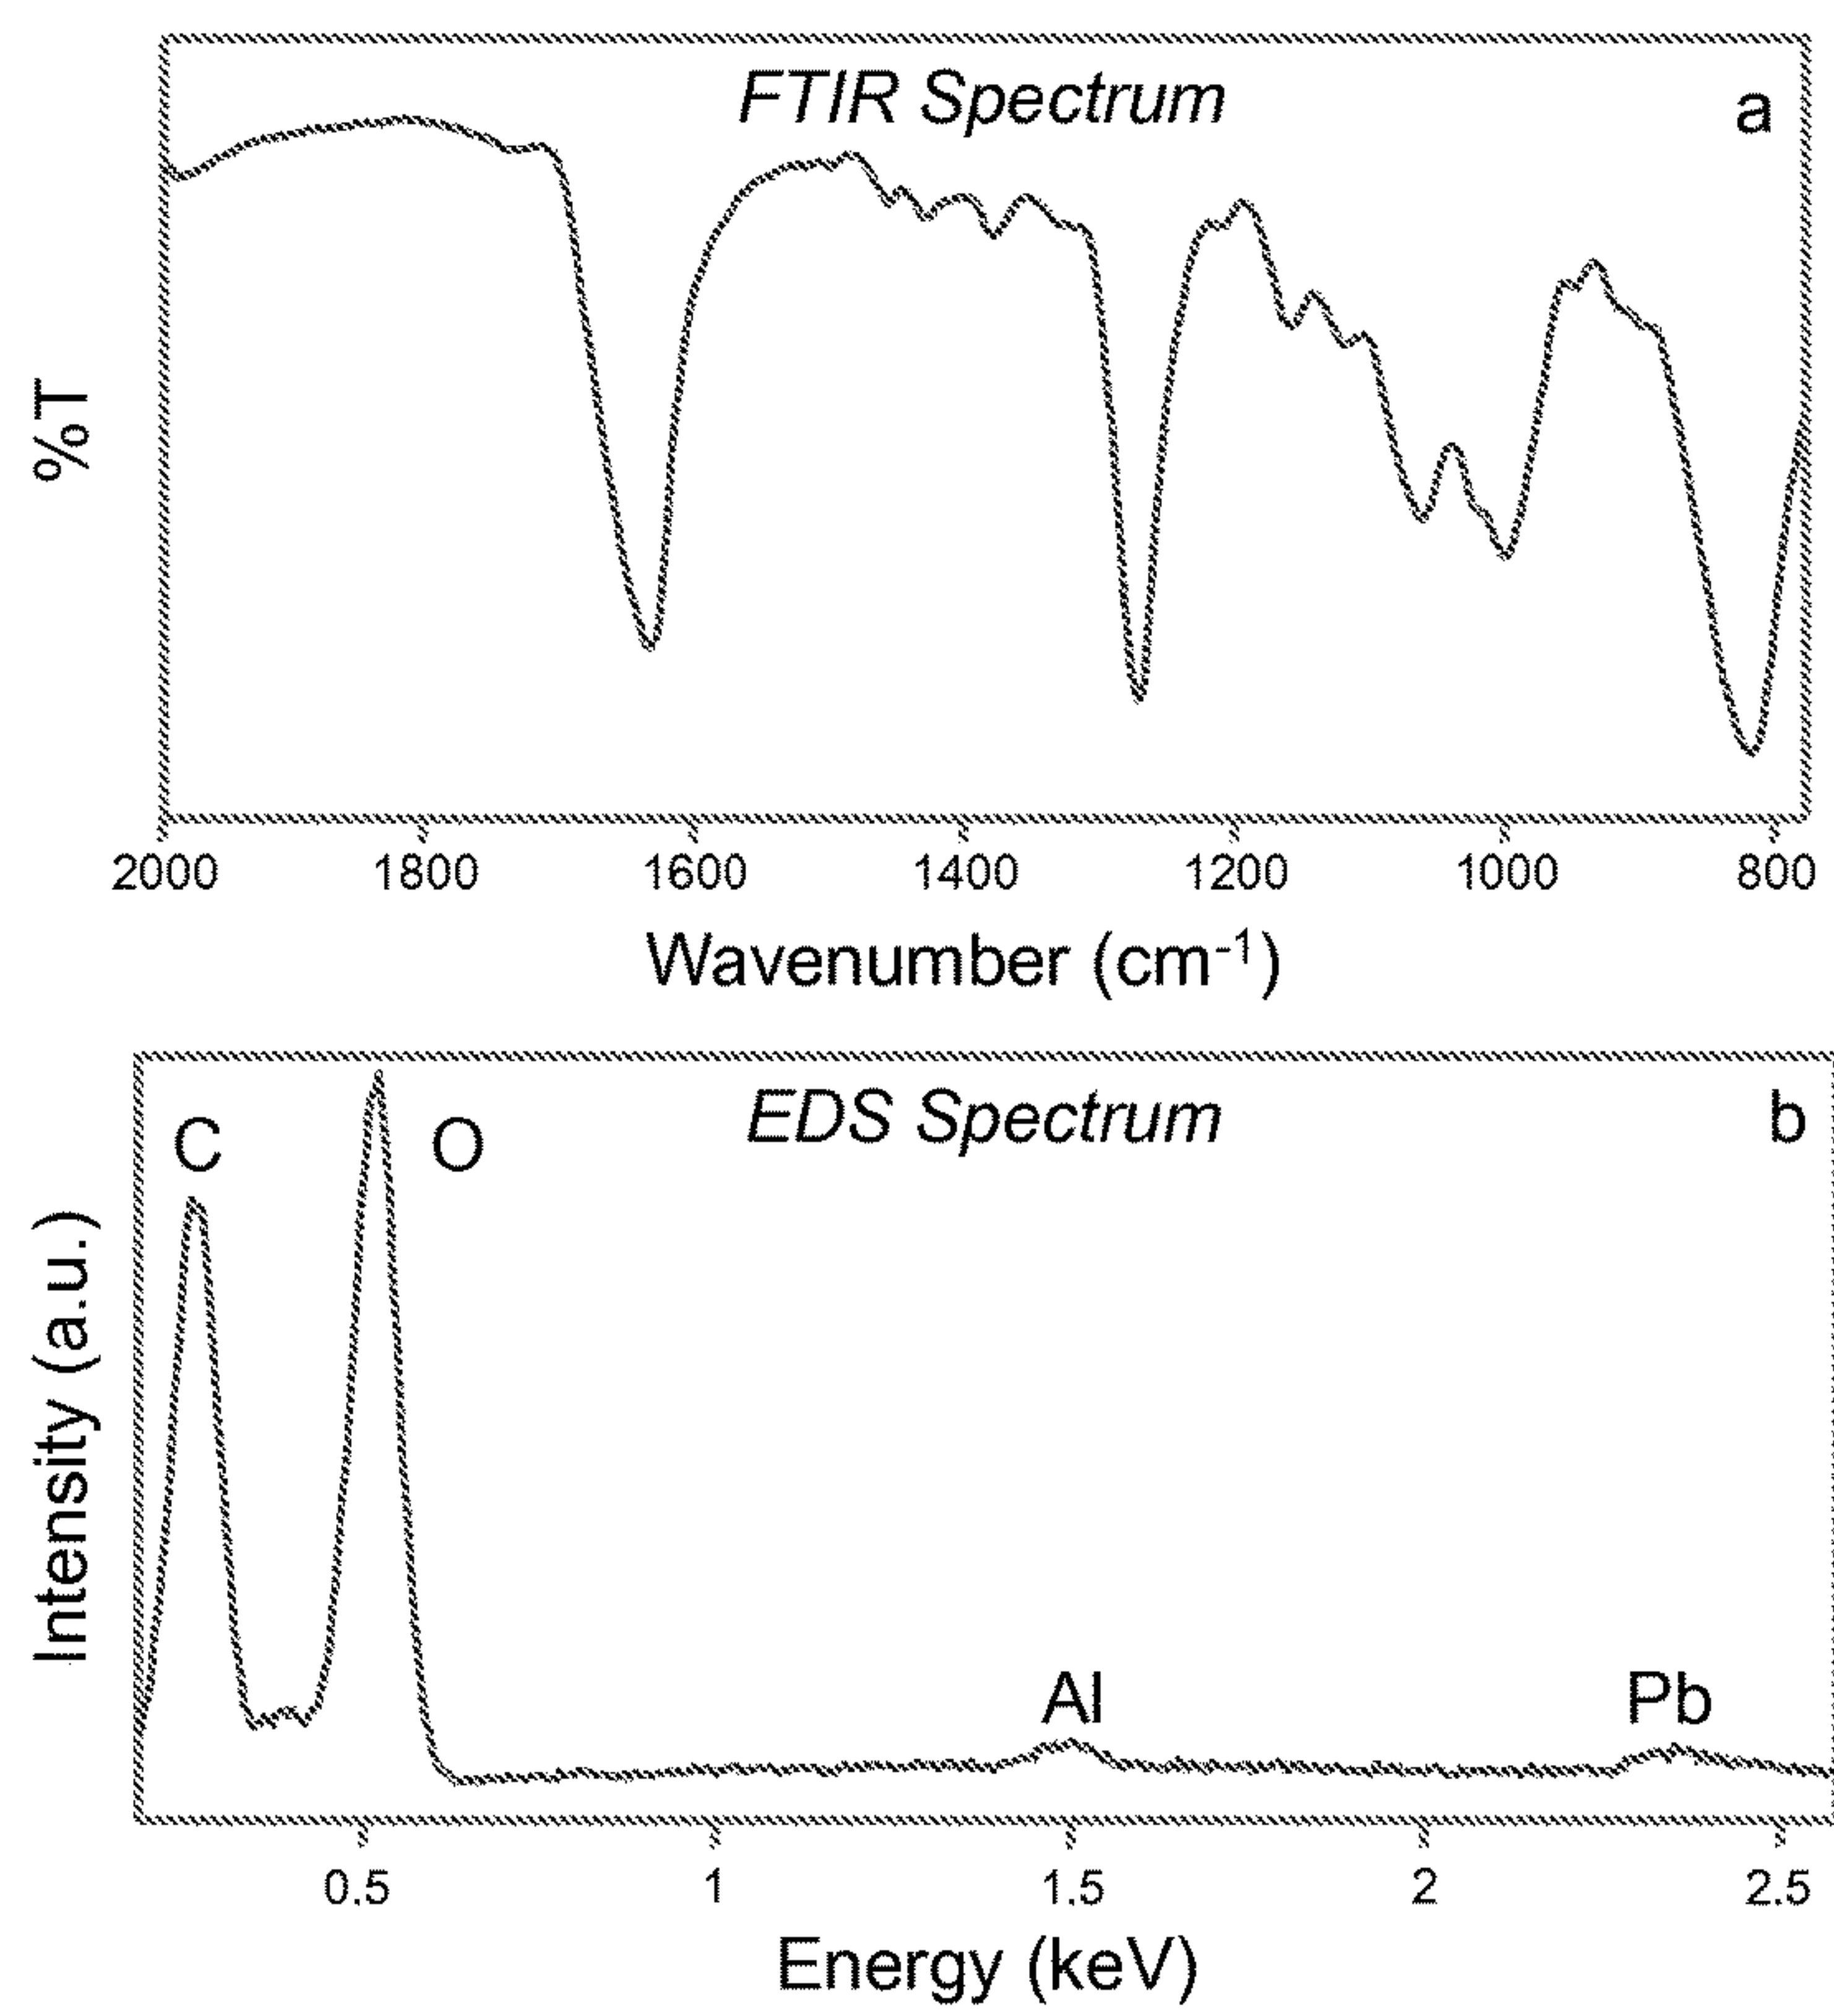 FTIR Spectrum
a
%T
2000 1800 1600 1400 1200 1000 800
Wavenumber (cm-1)
EDS Spectrum
b
C
O
Intensity (a.u.)
Al
Pb
0.5 1 1.5 2 2.5
Energy (keV)